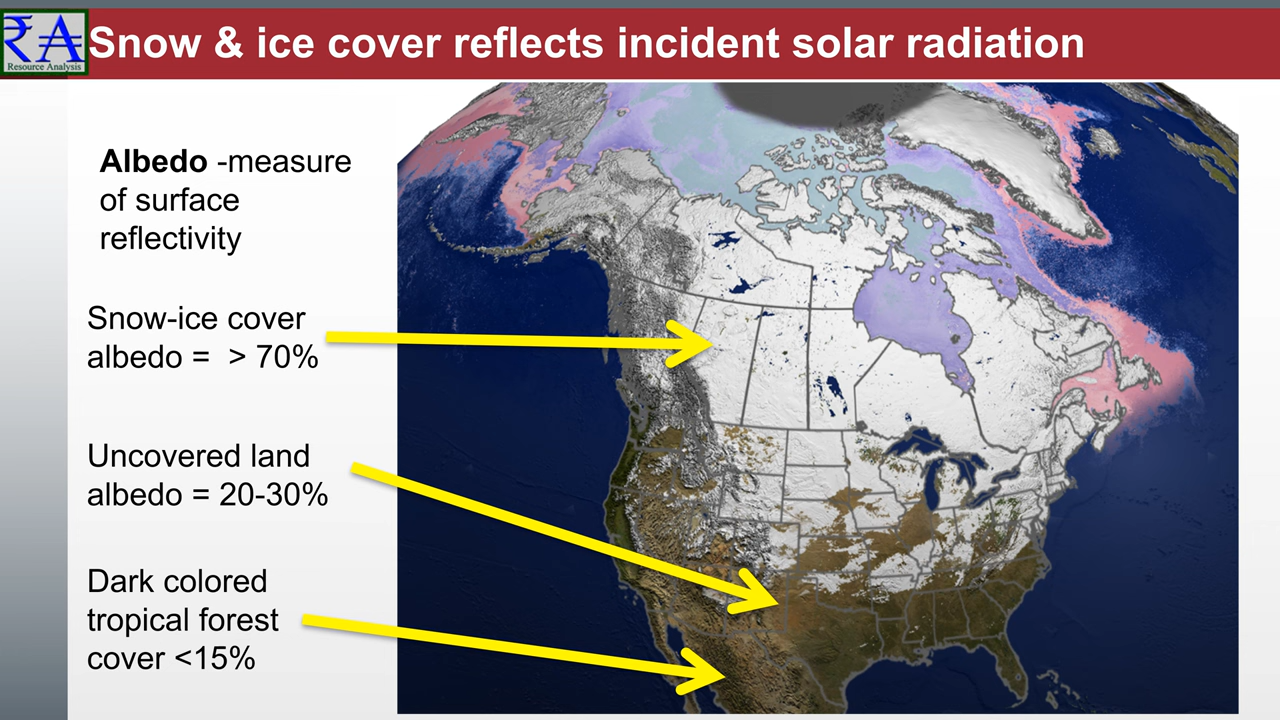 ₹A
Resource Analysis
Snow & ice cover reflects incident solar radiation
Albedo -measure
of surface
reflectivity
Snow-ice cover
albedo = > 70%
Uncovered land
albedo = 20-30%
Dark colored
tropical forest
cover <15%